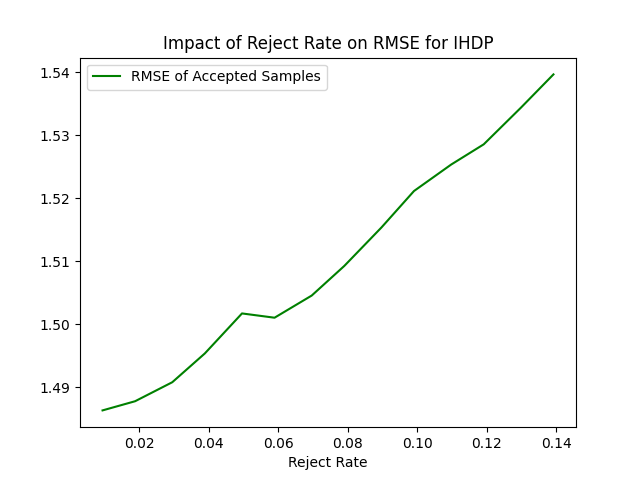 Impact of Reject Rate on RMSE for IHDP
RMSE of Accepted Samples
1.54
1.53
1.52
1.51
1.50
1.49
0.02 0.04 0.06 0.08 0.10 0.12 0.14
Reject Rate